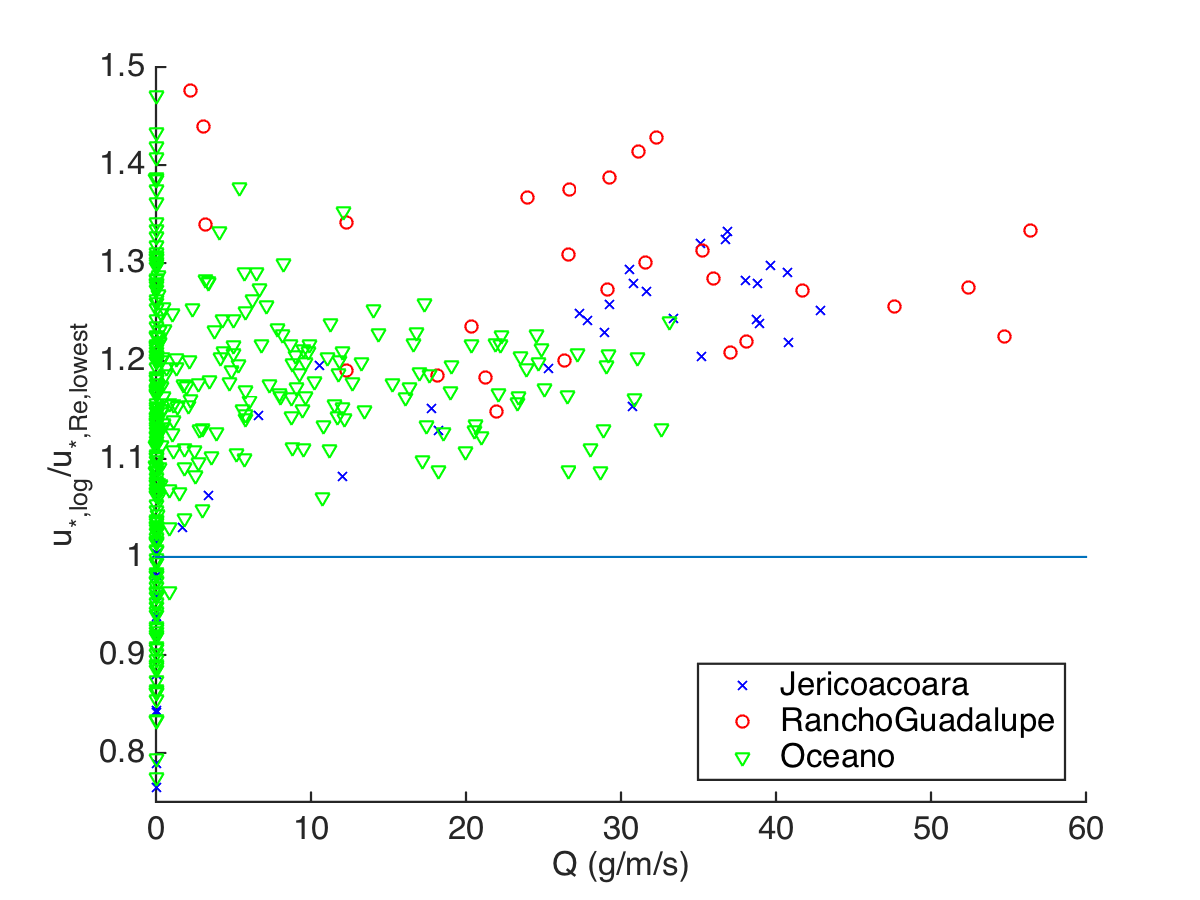 1.5
1.4
1.3
1.2
1.1
1
0.9
0.8
u*,log/u*,Re,lowest
0 10 20 30 40 50 60
Q (g/m/s)
Jericoacoara
RanchoGuadalupe
Oceano